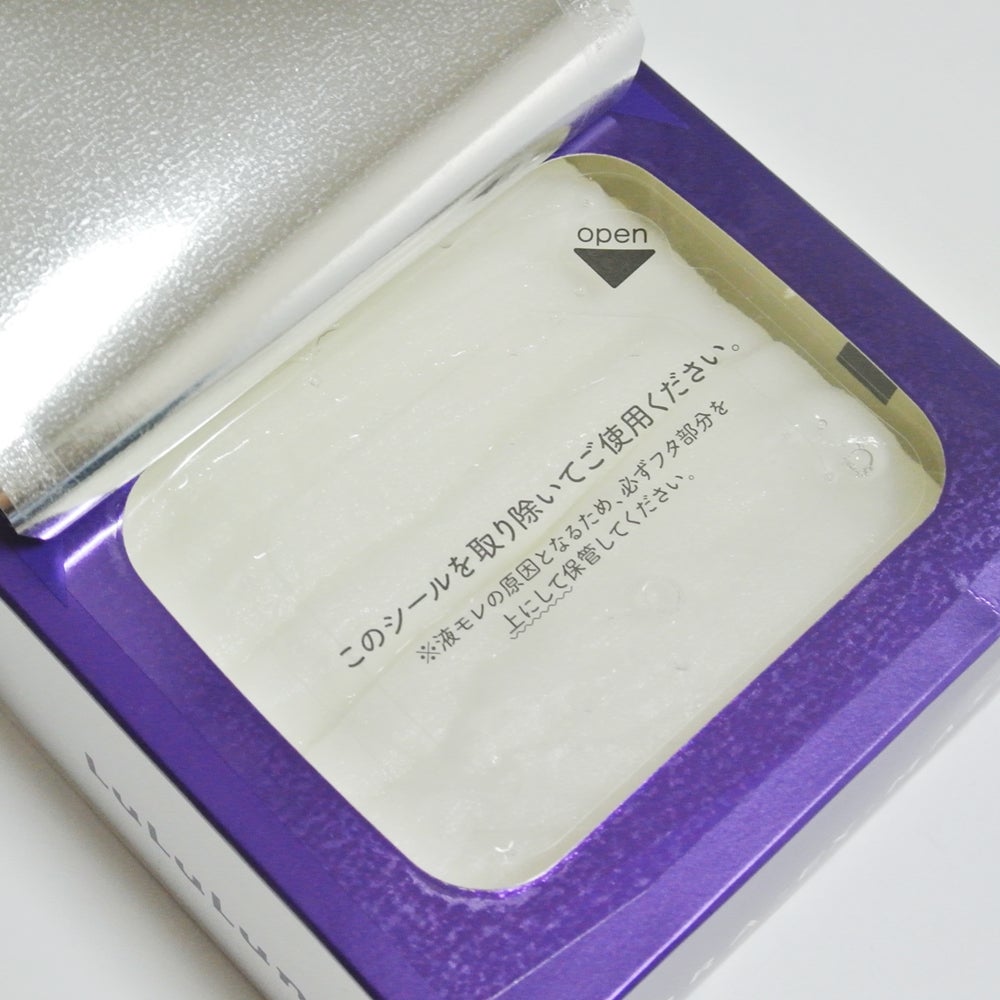 open
このシールを取り除いてご使用ください。
※液モレの原因となるため、必ずフタ部分を
上にして保管してください。
LuLuLun